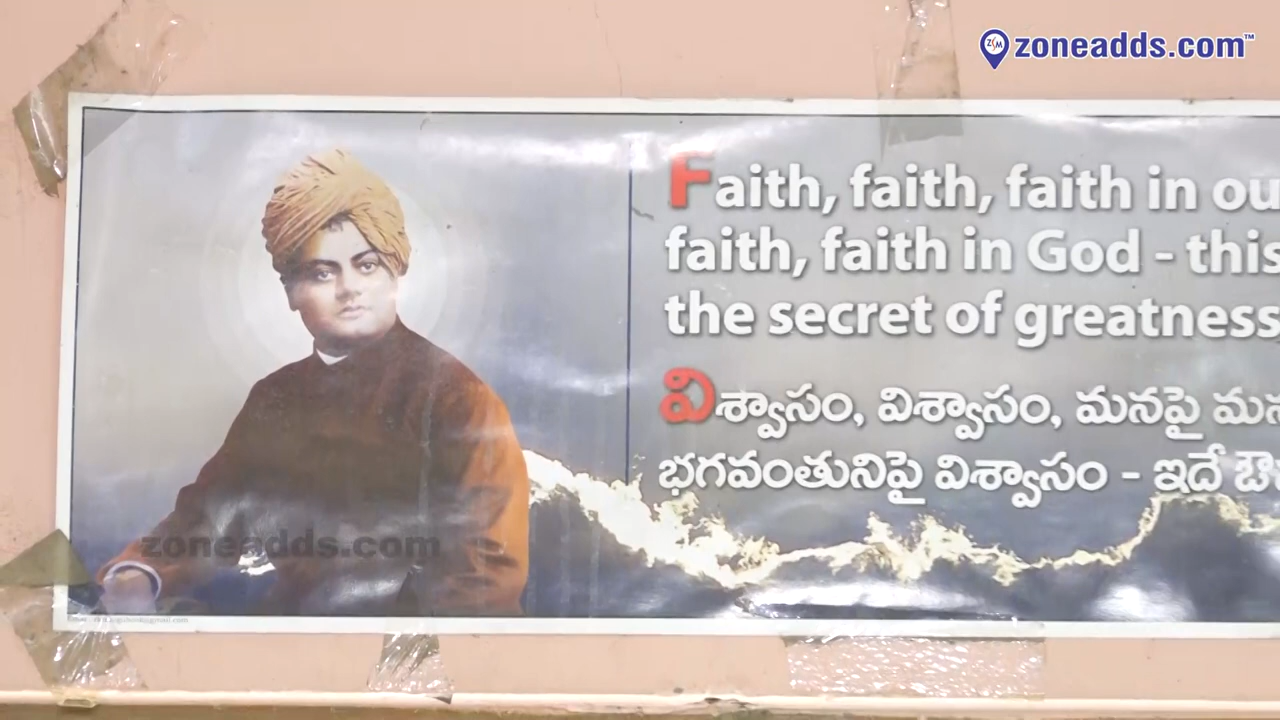 zoneadds.com™
Faith, faith, faith in ou
faith, faith in God - this
the secret of greatness
విశ్వాసం, విశ్వాసం, మనపై మన
భగవంతునిపై విశ్వాసం - ఇదే ఔ
zoneadds.com